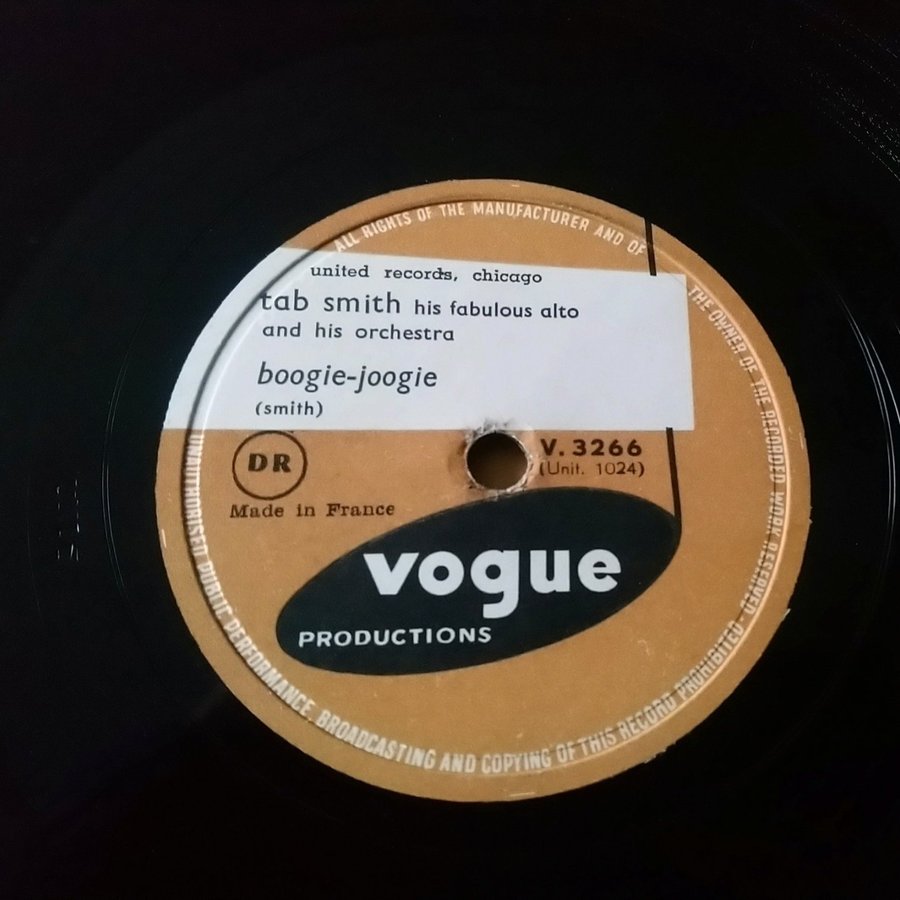 ALL RIGHTS OF THE MANUFACTURER AND OF THE OWNER OF THE RECORDED WORK RESERVED · UNAUTHORISED PUBLIC PERFORMANCE, BROADCASTING AND COPYING OF THIS RECORD PROHIBITED ·
united records, chicago
tab smith his fabulous alto
and his orchestra
boogie-joogie
(smith)
DR
V. 3266
(Unit. 1024)
Made in France
vogue
PRODUCTIONS